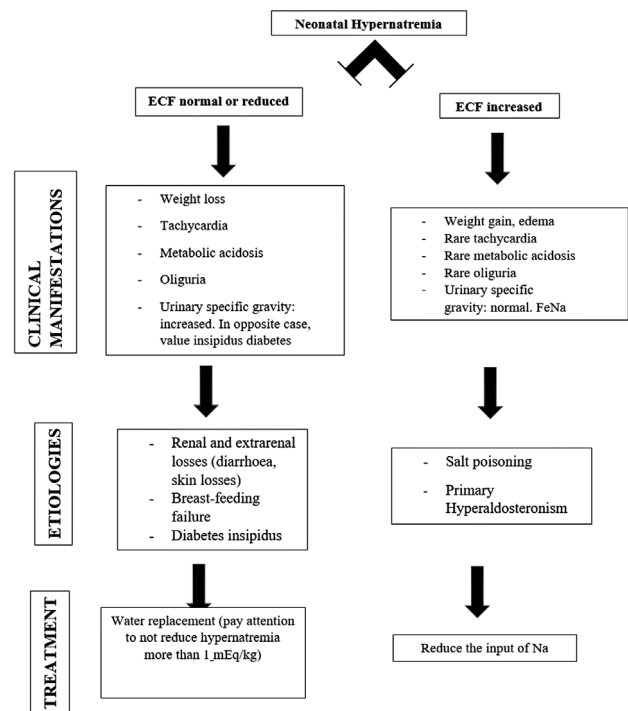 Neonatal Hypernatremia
ECF normal or reduced
ECF increased
CLINICAL
MANIFESTATIONS
- Weight loss
- Tachycardia
- Metabolic acidosis
- Oliguria
- Urinary specific gravity:
increased. In opposite case,
value insipidus diabetes
- Weight gain, edema
- Rare tachycardia
- Rare metabolic acidosis
- Rare oliguria
- Urinary specific
gravity: normal. FeNa
ETIOLOGIES
- Renal and extrarenal
losses (diarrhoea,
skin losses)
- Breast-feeding
failure
- Diabetes insipidus
- Salt poisoning
- Primary
Hyperaldosteronism
TREATMENT
Water replacement (pay attention
to not reduce hypernatremia
more than 1 mEq/kg)
Reduce the input of Na